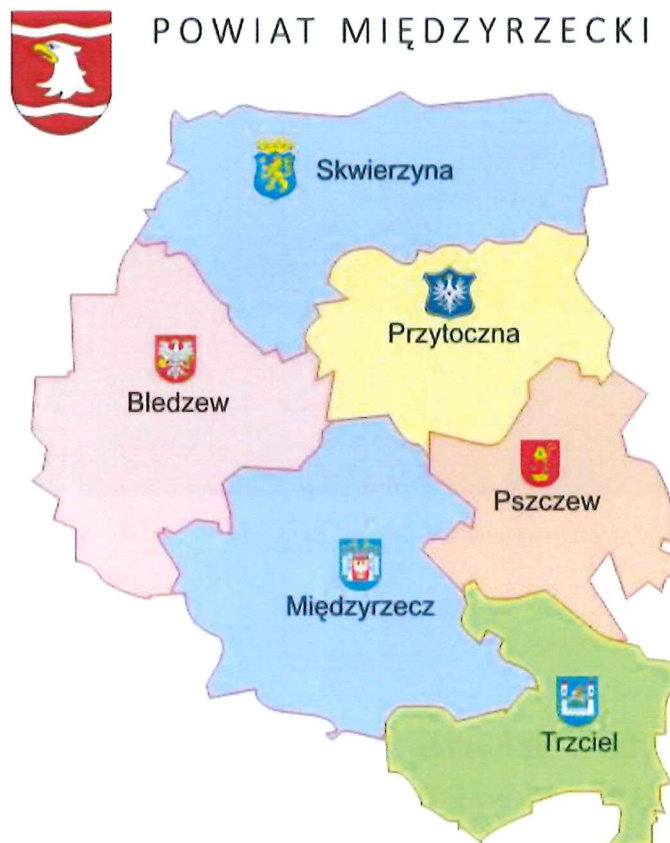 POWIAT MIĘDZYRZECKI
Skwierzyna
Przytoczna
Bledzew
Pszczew
Międzyrzecz
Trzciel